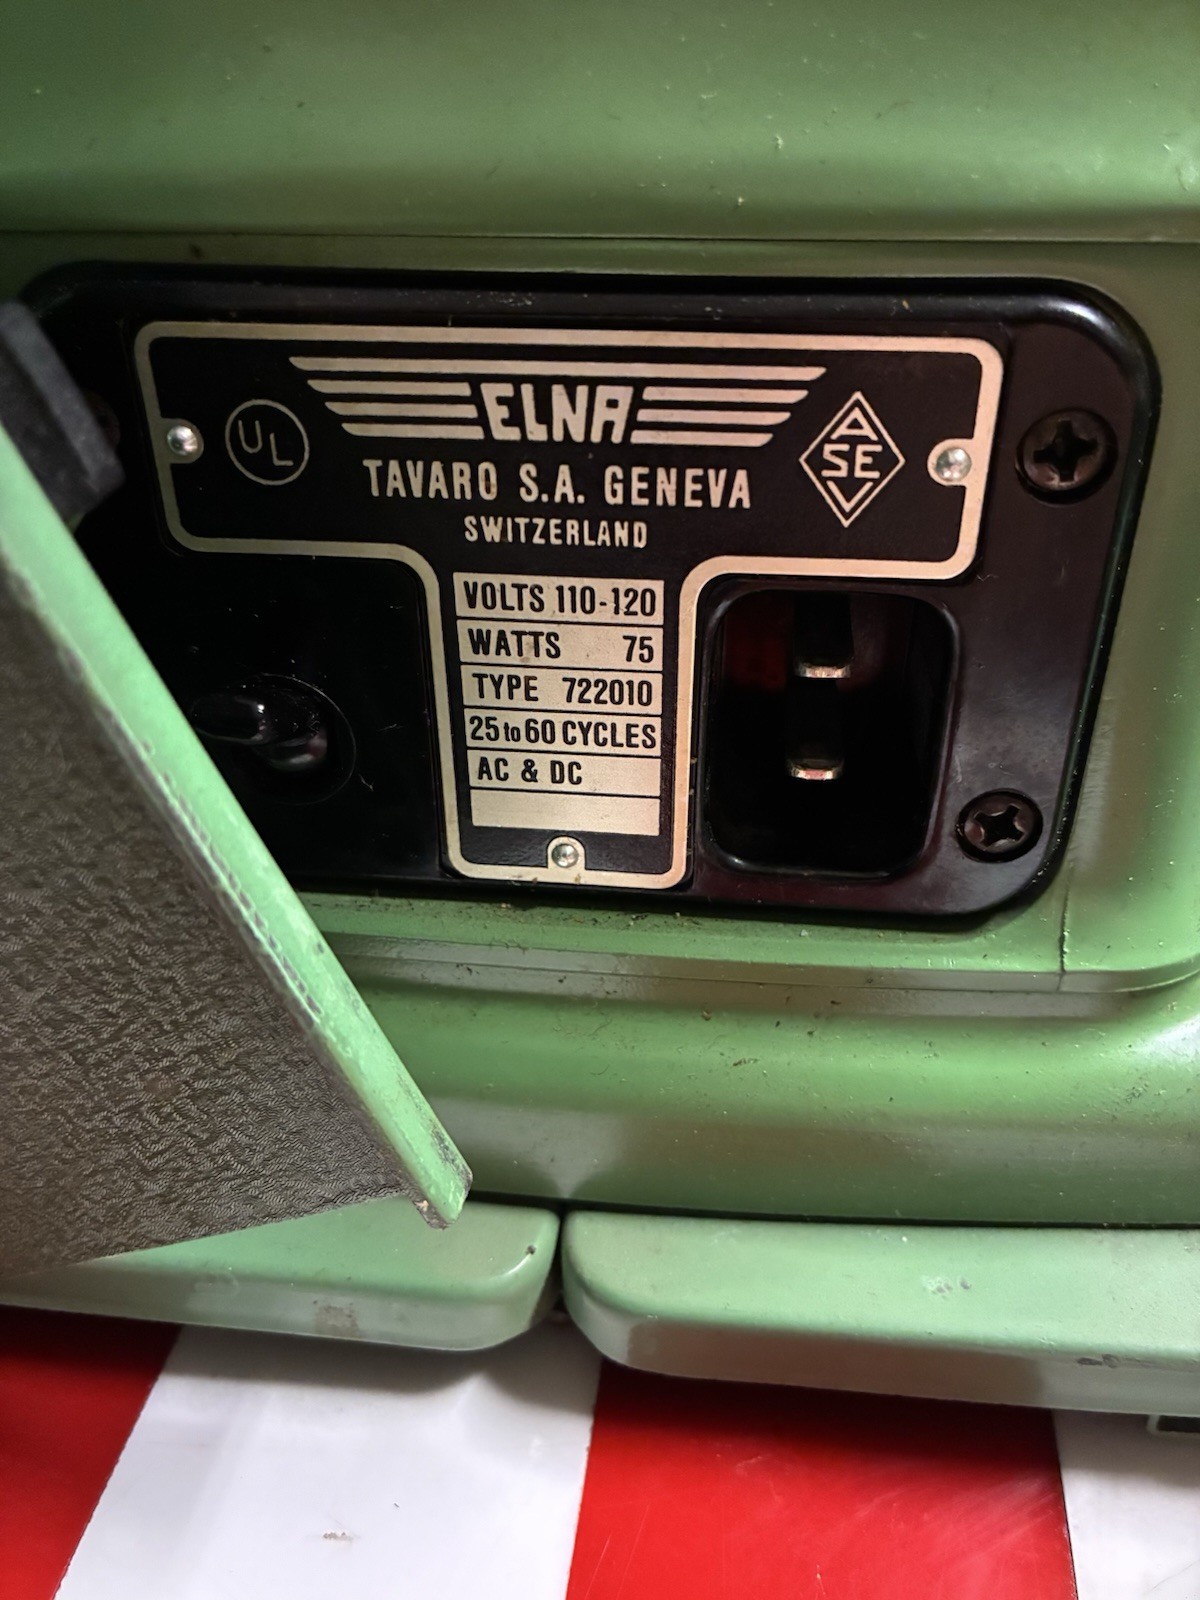 UL
ELNA
ASEV
TAVARO S.A. GENEVA
SWITZERLAND
VOLTS 110-120
WATTS 75
TYPE 722010
25 to 60 CYCLES
AC & DC